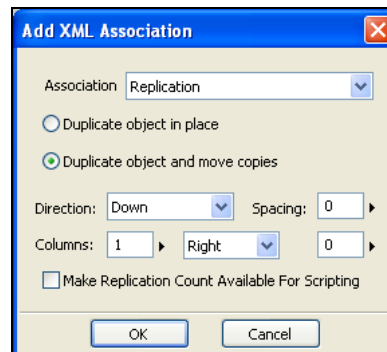 Add XML Association
Association Replication
Duplicate object in place
Duplicate object and move copies
Direction: Down Spacing: 0
Columns: 1 Right 0
Make Replication Count Available For Scripting
OK Cancel